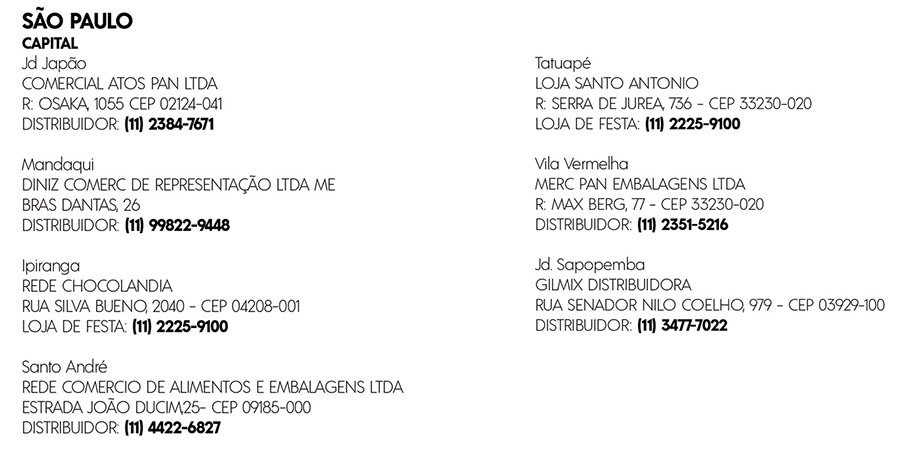 SÃO PAULO
CAPITAL
Jd Japão
COMERCIAL ATOS PAN LTDA
R: OSAKA, 1055 CEP 02124-041
DISTRIBUIDOR: (11) 2384-7671
Mandaqui
DINIZ COMERC DE REPRESENTAÇÃO LTDA ME
BRAS DANTAS, 26
DISTRIBUIDOR: (11) 99822-9448
Ipiranga
REDE CHOCOLANDIA
RUA SILVA BUENO, 2040 - CEP 04208-001
LOJA DE FESTA: (11) 2225-9100
Santo André
REDE COMERCIO DE ALIMENTOS E EMBALAGENS LTDA
ESTRADA JOÃO DUCIM,25- CEP 09185-000
DISTRIBUIDOR: (11) 4422-6827
Tatuapé
LOJA SANTO ANTONIO
R: SERRA DE JUREA, 736 - CEP 33230-020
LOJA DE FESTA: (11) 2225-9100
Vila Vermelha
MERC PAN EMBALAGENS LTDA
R: MAX BERG, 77 - CEP 33230-020
DISTRIBUIDOR: (11) 2351-5216
Jd. Sapopemba
GILMIX DISTRIBUIDORA
RUA SENADOR NILO COELHO, 979 - CEP 03929-100
DISTRIBUIDOR: (11) 3477-7022